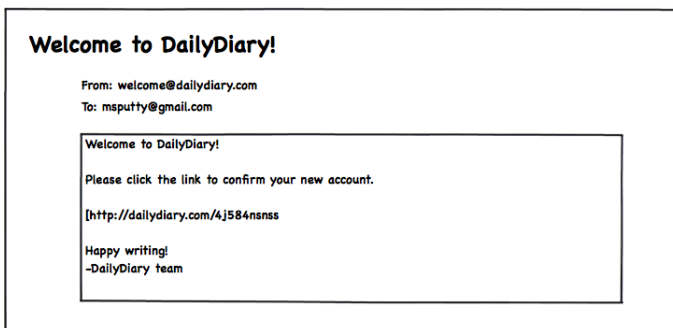 Welcome to DailyDiary!
From: welcome@dailydiary.com
To: msputty@gmail.com
Welcome to DailyDiary!
Please click the link to confirm your new account.
[http://dailydiary.com/4j584nsnss
Happy writing!
-DailyDiary team